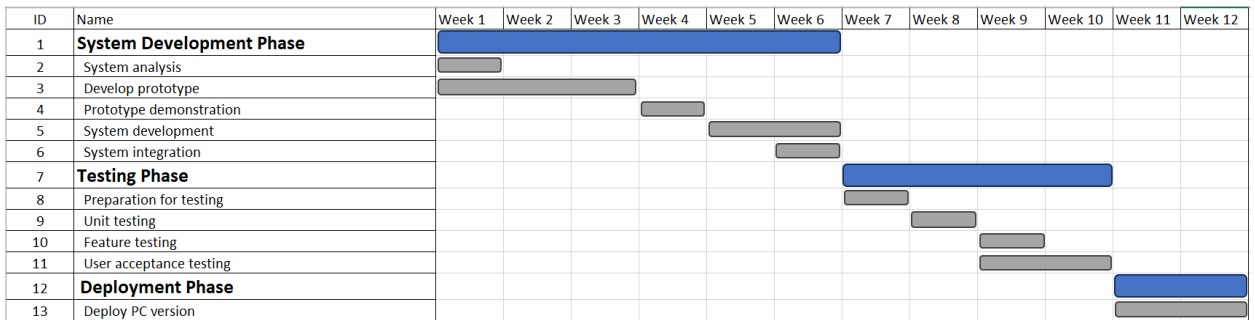 ID Name Week 1 Week 2 Week 3 Week 4 Week 5 Week 6 Week 7 Week 8 Week 9 Week 10 Week 11 Week 12
1 System Development Phase
2 System analysis
3 Develop prototype
4 Prototype demonstration
5 System development
6 System integration
7 Testing Phase
8 Preparation for testing
9 Unit testing
10 Feature testing
11 User acceptance testing
12 Deployment Phase
13 Deploy PC version